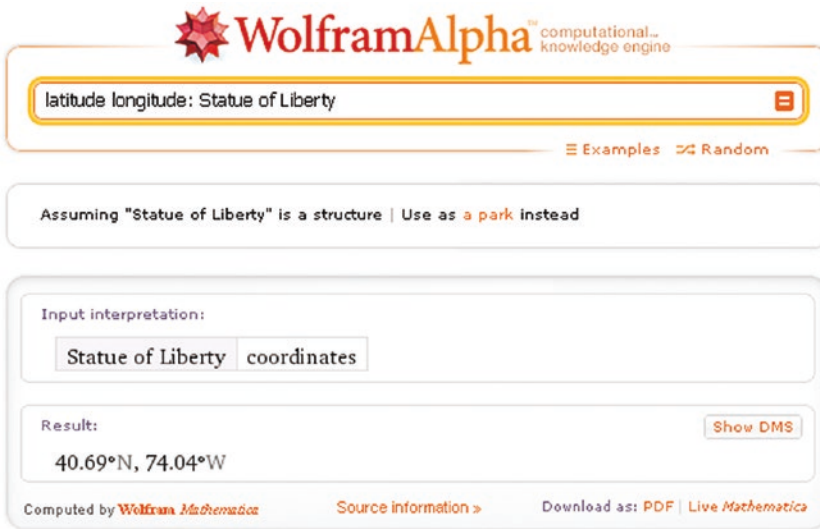 WolframAlpha™ computational... knowledge engine
latitude longitude: Statue of Liberty
Examples Random
Assuming "Statue of Liberty" is a structure | Use as a park instead
Input interpretation:
Statue of Liberty coordinates
Result: Show DMS
40.69°N, 74.04°W
Computed by Wolfram Mathematica Source information » Download as: PDF | Live Mathematica